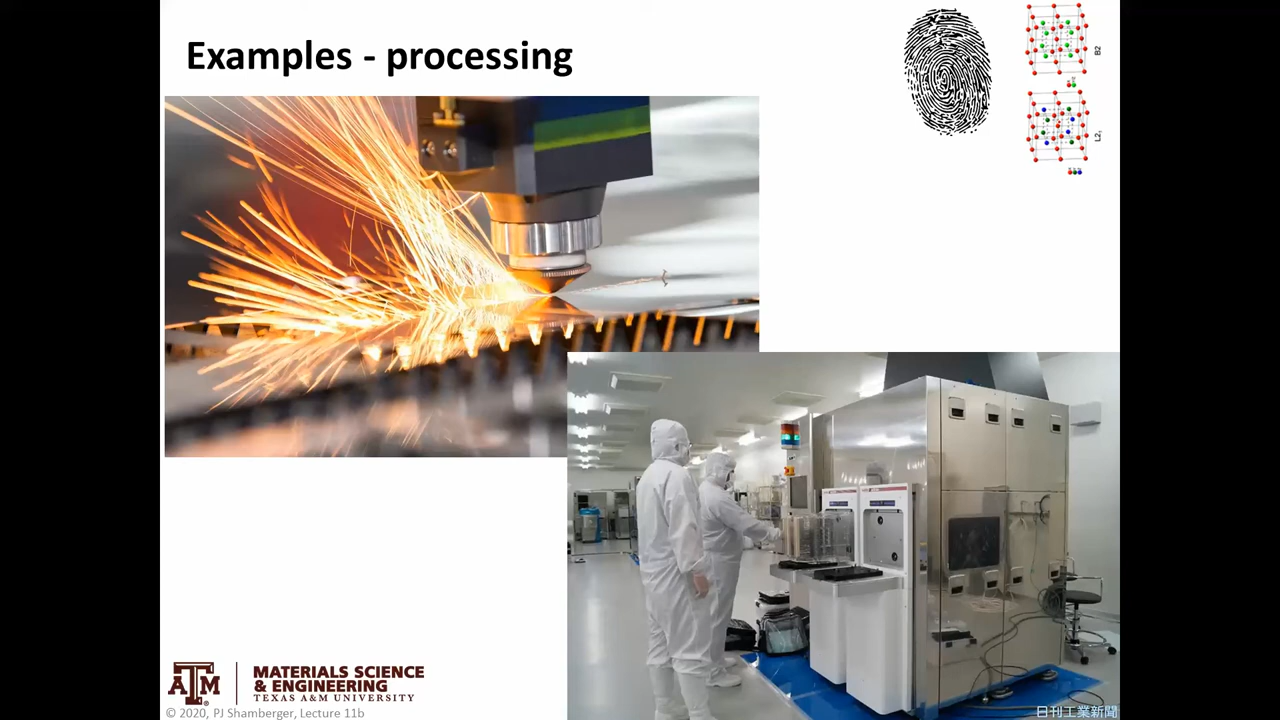 Examples - processing
B2
L2₁
MATERIALS SCIENCE
& ENGINEERING
TEXAS A&M UNIVERSITY
© 2020, PJ Shamberger, Lecture 11b
日刊工業新聞